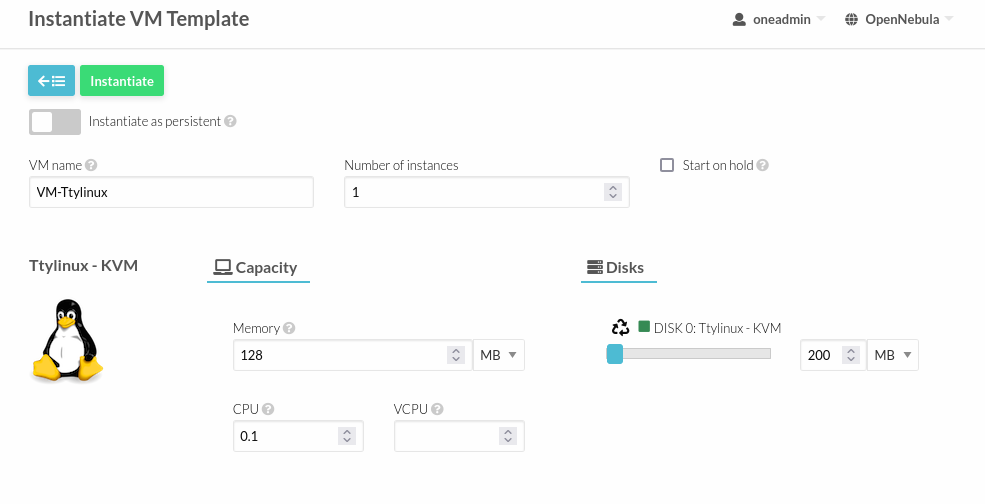 Instantiate VM Template
oneadmin
OpenNebula
Instantiate
Instantiate as persistent ?
VM name ?
Number of instances
Start on hold ?
VM-Ttylinux
1
Ttylinux - KVM
Capacity
Disks
Memory ?
DISK 0: Ttylinux - KVM
128
MB
200
MB
CPU ?
VCPU ?
0.1